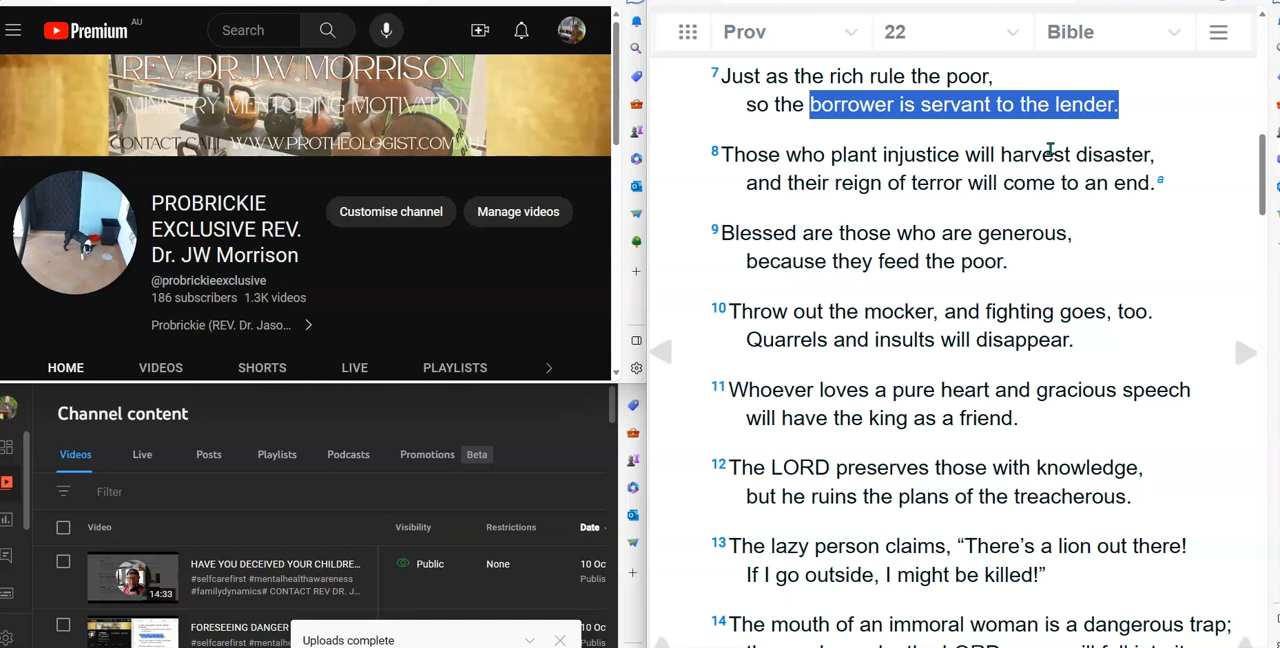 Premium AU
Search
REV. DR. JW MORRISON
MINISTRY MENTORING MOTIVATION
CONTACT CALL WWW.PROTHEOLOGIST.COM
PROBRICKIE
EXCLUSIVE REV.
Dr. JW Morrison
@probrickieexclusive
186 subscribers 1.3K videos
Probrickie (REV. Dr. Jaso...
Customise channel
Manage videos
HOME VIDEOS SHORTS LIVE PLAYLISTS
Channel content
Videos Live Posts Playlists Podcasts Promotions Beta
Filter
Video Visibility Restrictions Date
HAVE YOU DECEIVED YOUR CHILDRE...
#selfcarefirst #mentalhealthawareness
#familydynamics# CONTACT REV DR. J...
14:33
Public
None
10 Oc
Publis
FORESEEING DANGER
#selfcarefirst #mental
10 Oc
Uploads complete
Prov 22 Bible
7 Just as the rich rule the poor,
so the borrower is servant to the lender.
8 Those who plant injustice will harvest disaster,
and their reign of terror will come to an end. a
9 Blessed are those who are generous,
because they feed the poor.
10 Throw out the mocker, and fighting goes, too.
Quarrels and insults will disappear.
11 Whoever loves a pure heart and gracious speech
will have the king as a friend.
12 The LORD preserves those with knowledge,
but he ruins the plans of the treacherous.
13 The lazy person claims, “There’s a lion out there!
If I go outside, I might be killed!”
14 The mouth of an immoral woman is a dangerous trap;